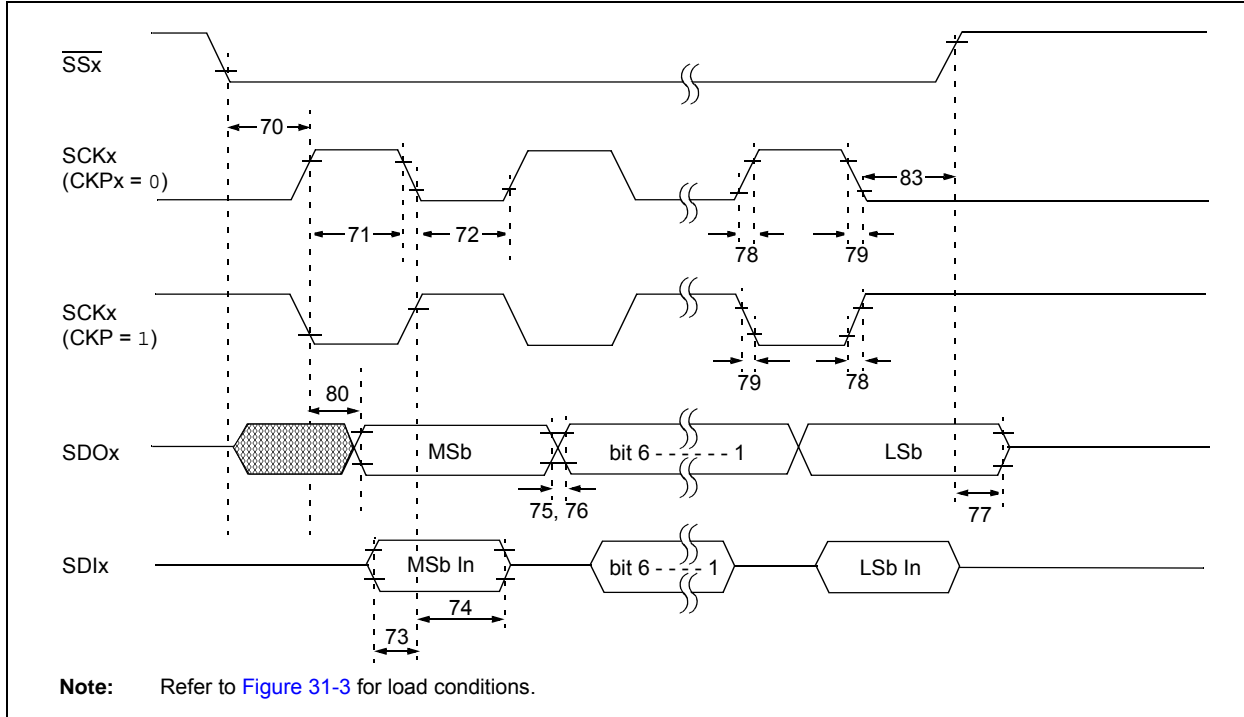 SSx
70
SCKx
(CKPx = 0)
83
71
72
78
79
SCKx
(CKP = 1)
79
78
80
SDOx
MSb
bit 6 - - - - - - 1
LSb
75, 76
77
SDIx
MSb In
bit 6 - - - - - 1
LSb In
74
73
Note: Refer to Figure 31-3 for load conditions.